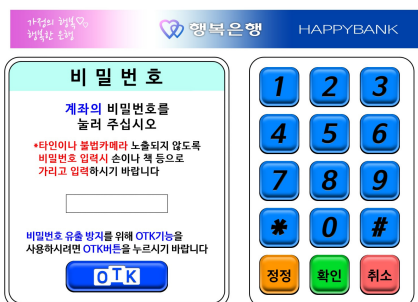 가정의 행복
행복한 은행
행복은행
HAPPYBANK
비 밀 번 호
계좌의 비밀번호를
눌러 주십시오
*타인이나 불법카메라 노출되지 않도록
비밀번호 입력시 손이나 책 등으로
가리고 입력하시기 바랍니다
비밀번호 유출 방지를 위해 OTK기능을
사용하시려면 OTK버튼을 누르시기 바랍니다
OTK
1 2 3
4 5 6
7 8 9
* 0 #
정정 확인 취소